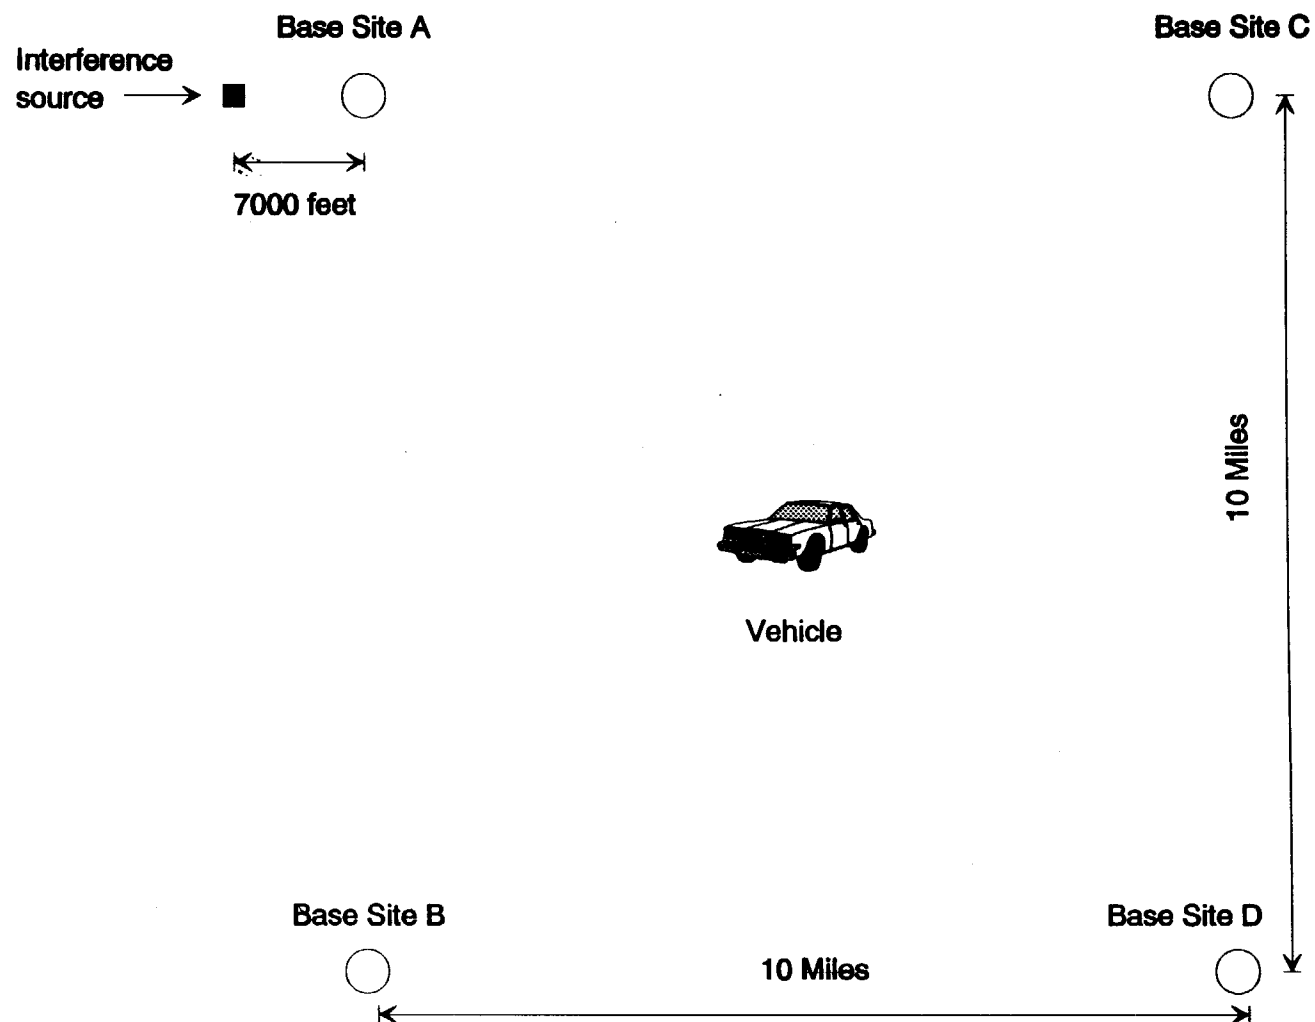 Base Site A
Base Site C
Interference
source
7000 feet
10 Miles
Vehicle
Base Site B
Base Site D
10 Miles